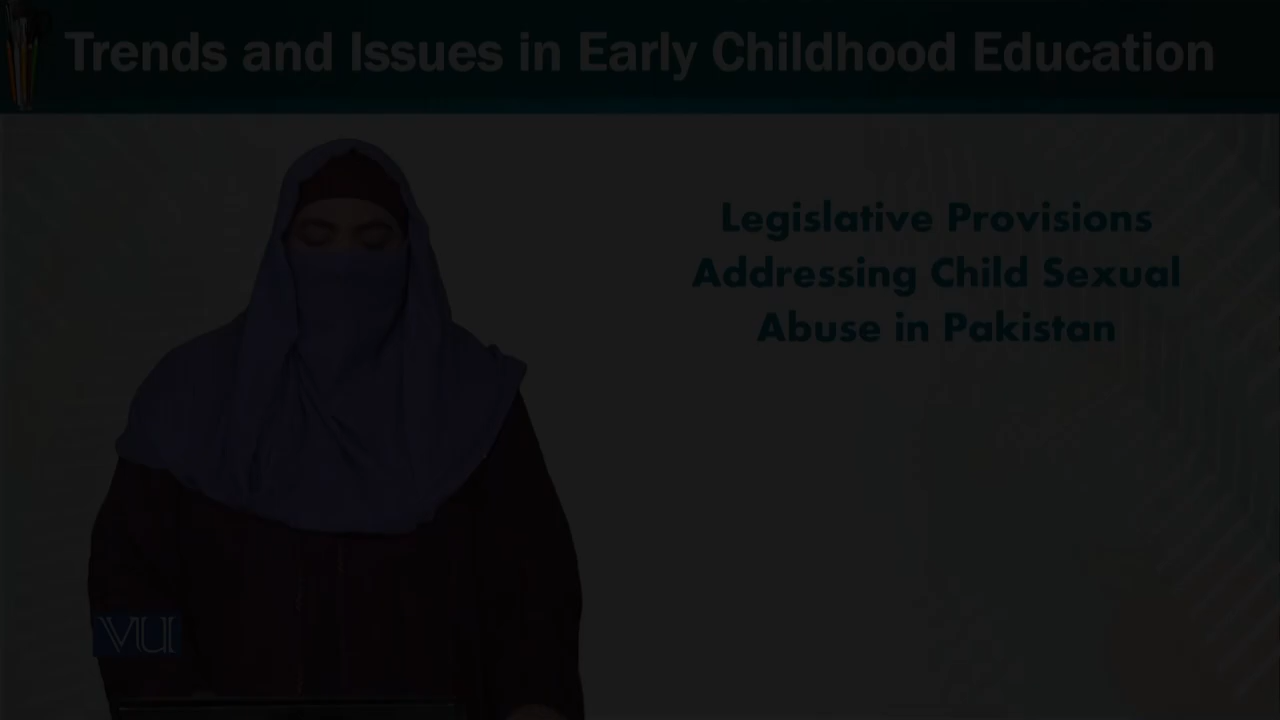 Trends and Issues in Early Childhood Education
Legislative Provisions
Addressing Child Sexual
Abuse in Pakistan
VU